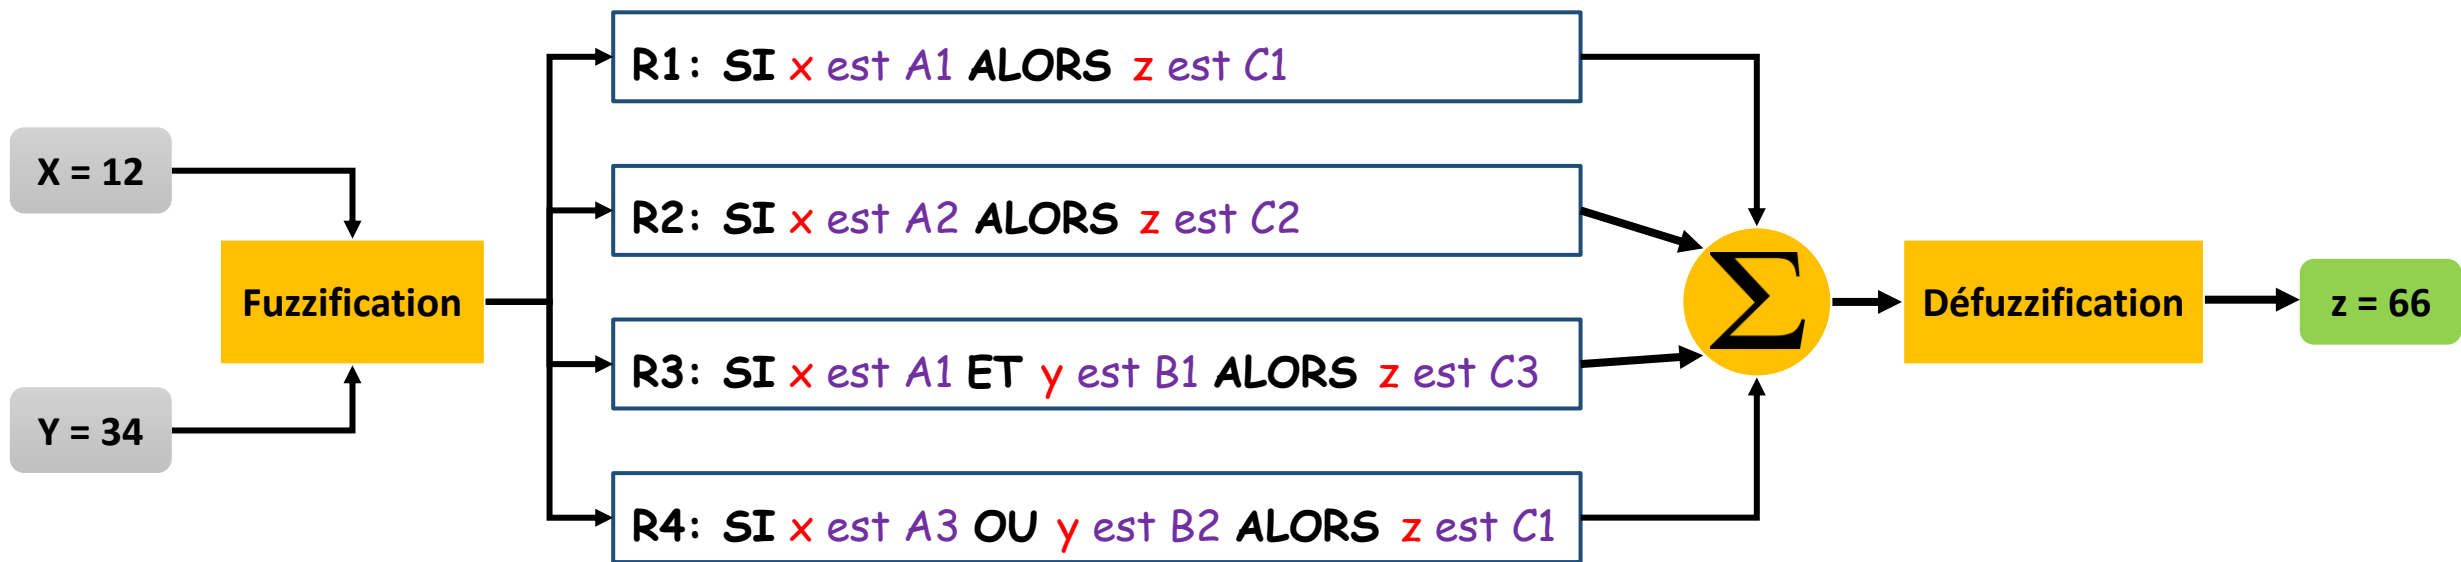 X = 12
Y = 34
Fuzzification
R1: SI x est A1 ALORS z est C1
R2: SI x est A2 ALORS z est C2
R3: SI x est A1 ET y est B1 ALORS z est C3
R4: SI x est A3 OU y est B2 ALORS z est C1
Σ
Défuzzification
z = 66